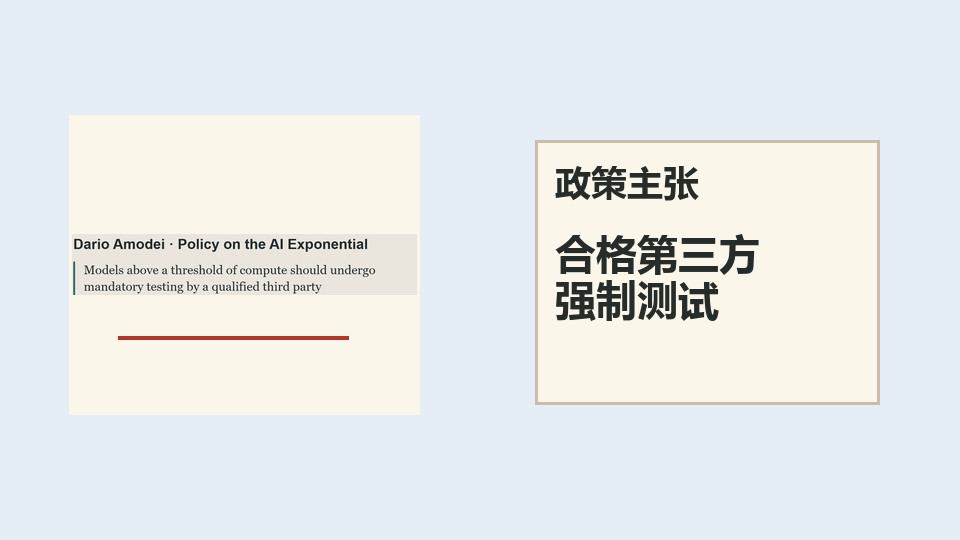 Dario Amodei · Policy on the AI Exponential
Models above a threshold of compute should undergo
mandatory testing by a qualified third party
政策主张
合格第三方
强制测试